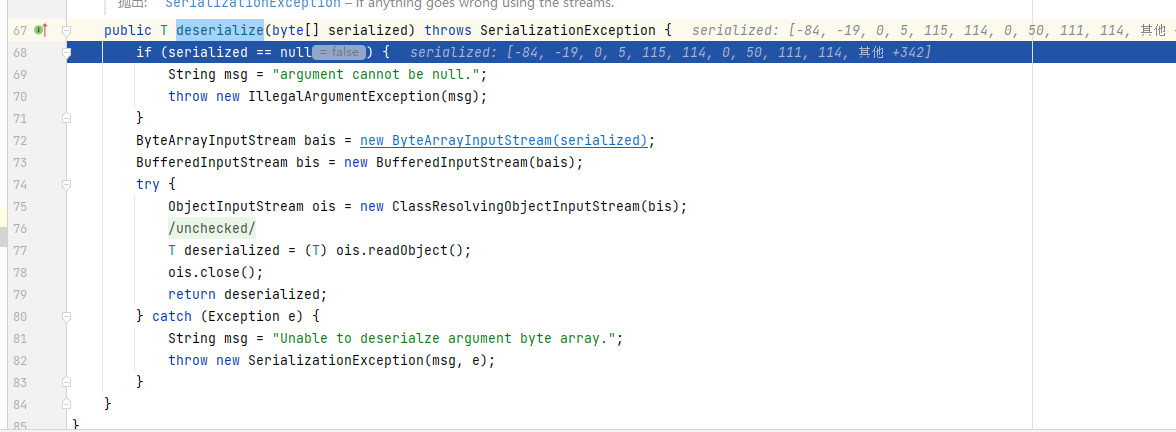 抛出: SerializationException – if anything goes wrong using the streams.
67 public T deserialize(byte[] serialized) throws SerializationException { serialized: [-84, -19, 0, 5, 115, 114, 0, 50, 111, 114, 其他 +
68 if (serialized == null = false ) { serialized: [-84, -19, 0, 5, 115, 114, 0, 50, 111, 114, 其他 +342]
69 String msg = "argument cannot be null.";
70 throw new IllegalArgumentException(msg);
71 }
72 ByteArrayInputStream bais = new ByteArrayInputStream(serialized);
73 BufferedInputStream bis = new BufferedInputStream(bais);
74 try {
75 ObjectInputStream ois = new ClassResolvingObjectInputStream(bis);
76 /unchecked/
77 T deserialized = (T) ois.readObject();
78 ois.close();
79 return deserialized;
80 } catch (Exception e) {
81 String msg = "Unable to deserialze argument byte array.";
82 throw new SerializationException(msg, e);
83 }
84 }
85 }